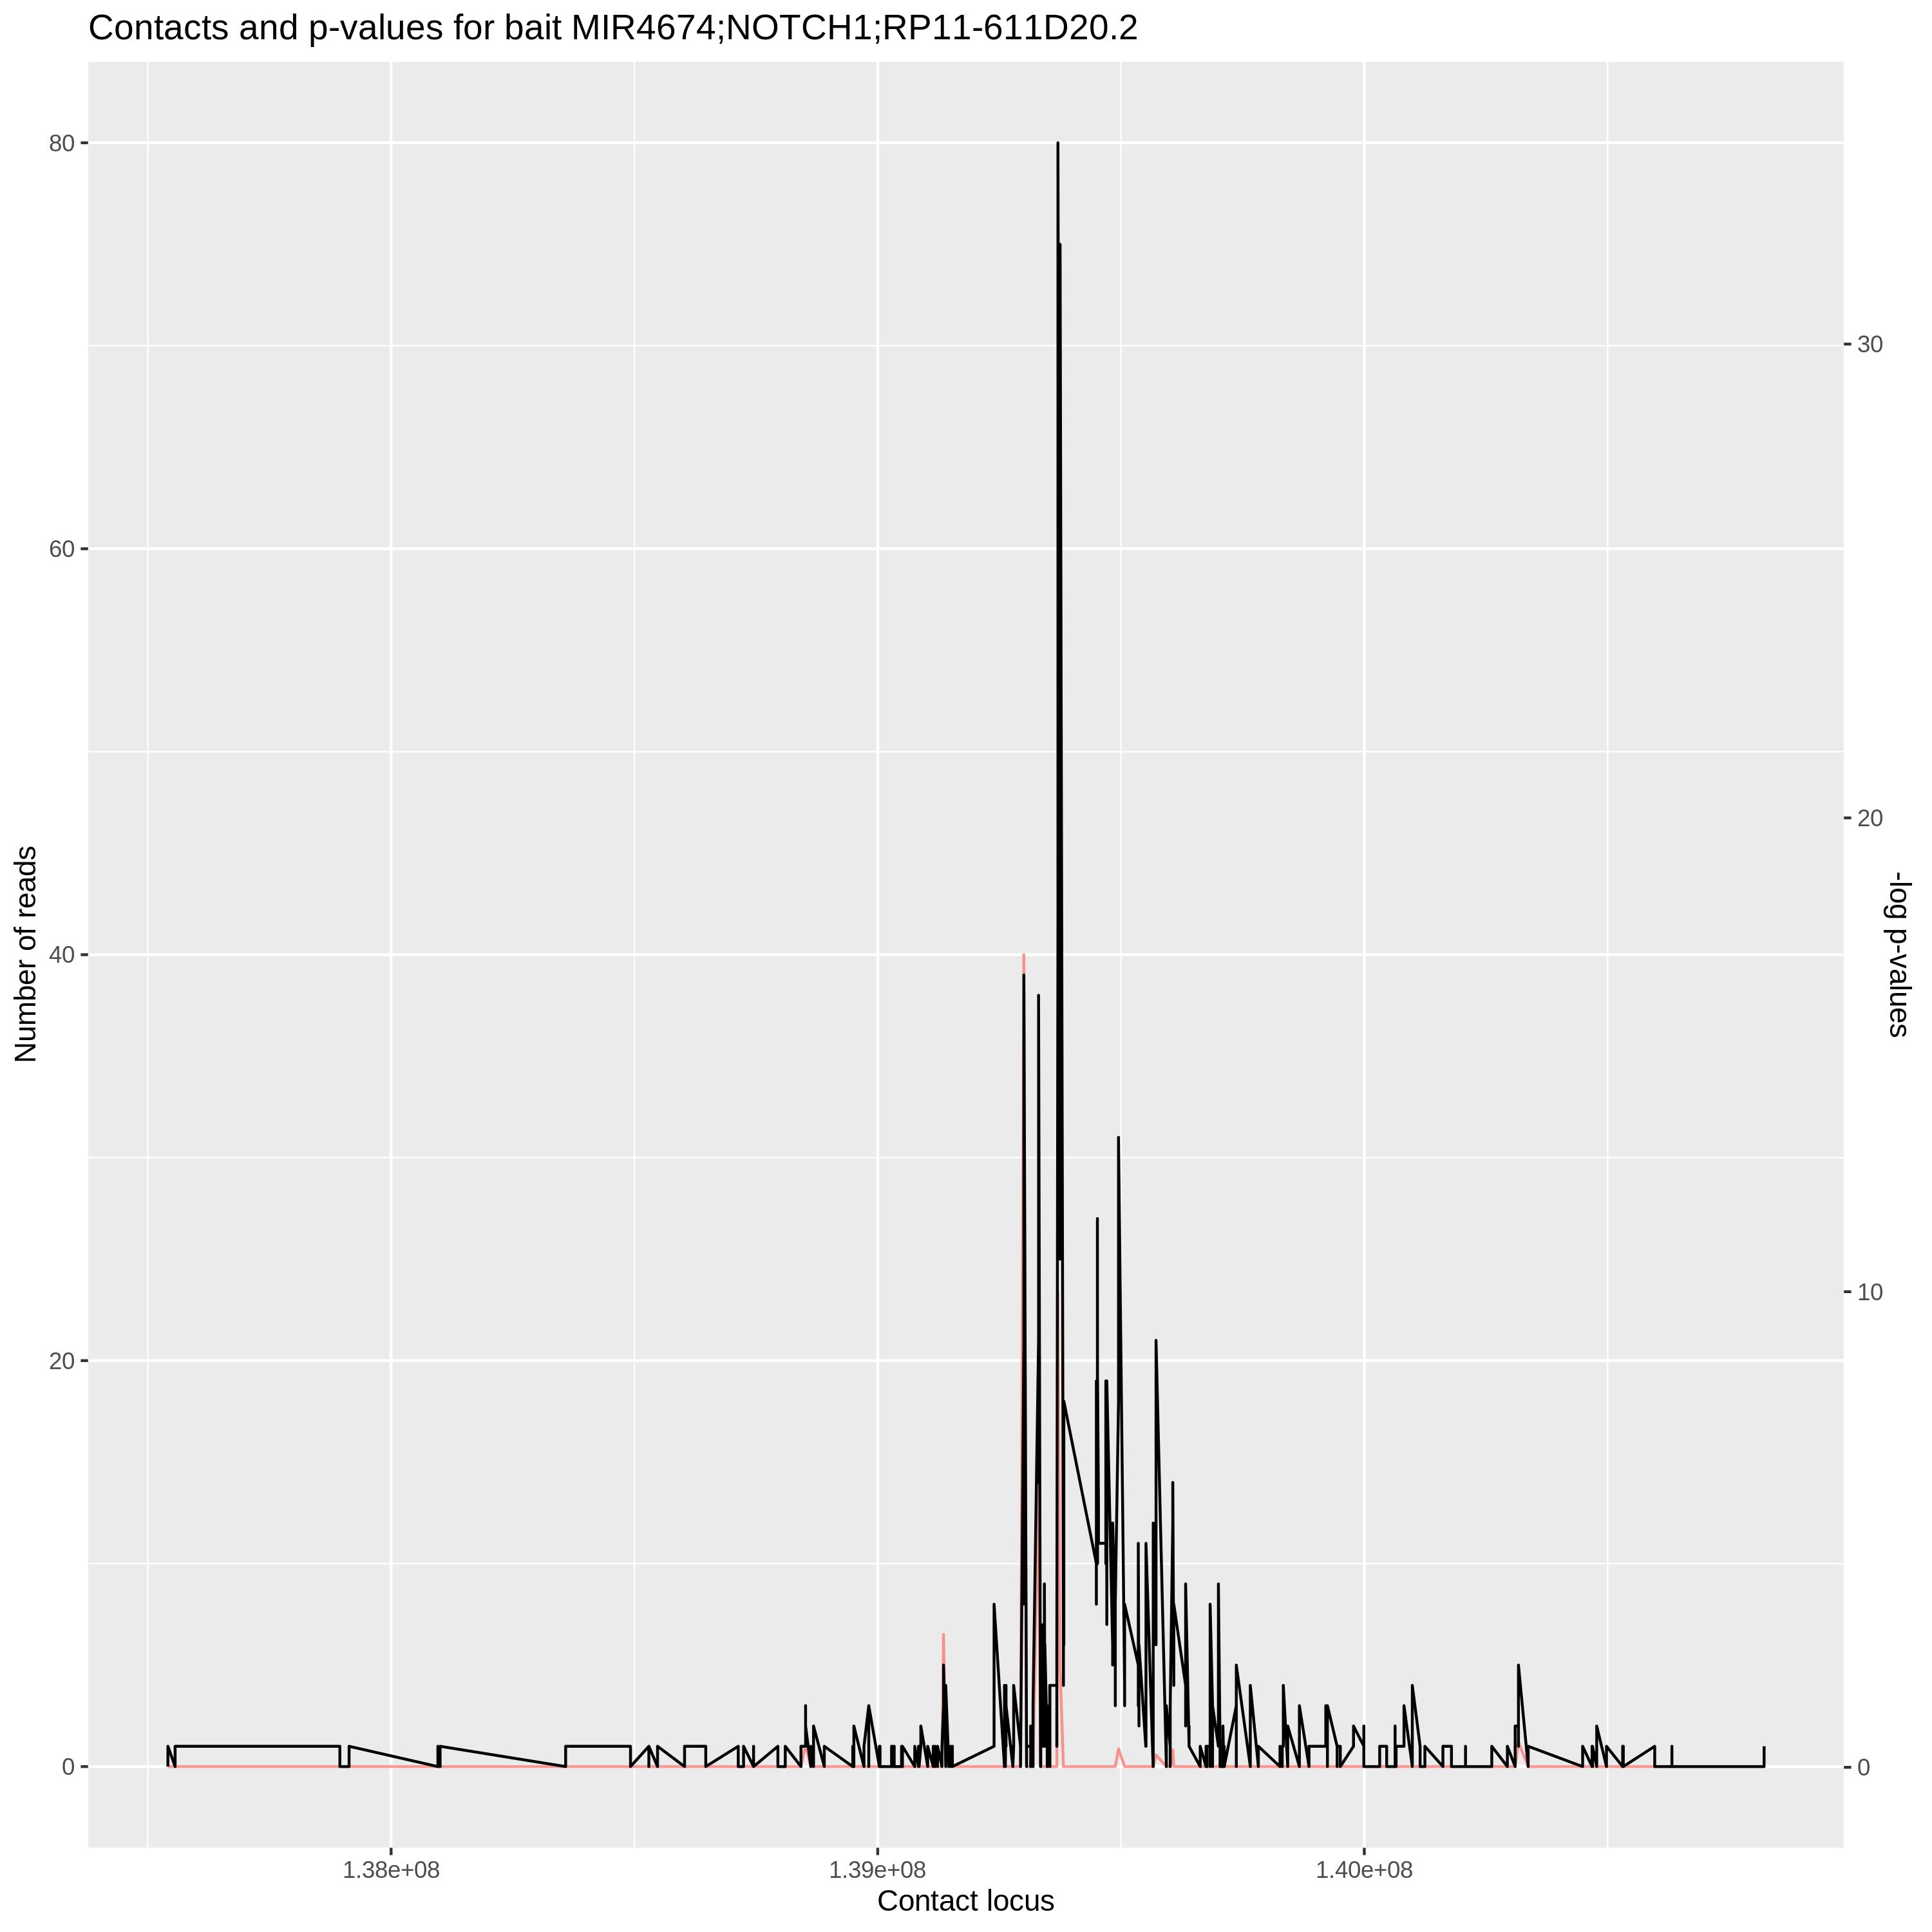 Contacts and p-values for bait MIR4674;NOTCH1;RP11-611D20.2
80
60
40
20
0
Number of reads
30
20
10
0
-log p-values
1.38e+08
1.39e+08
1.40e+08
Contact locus